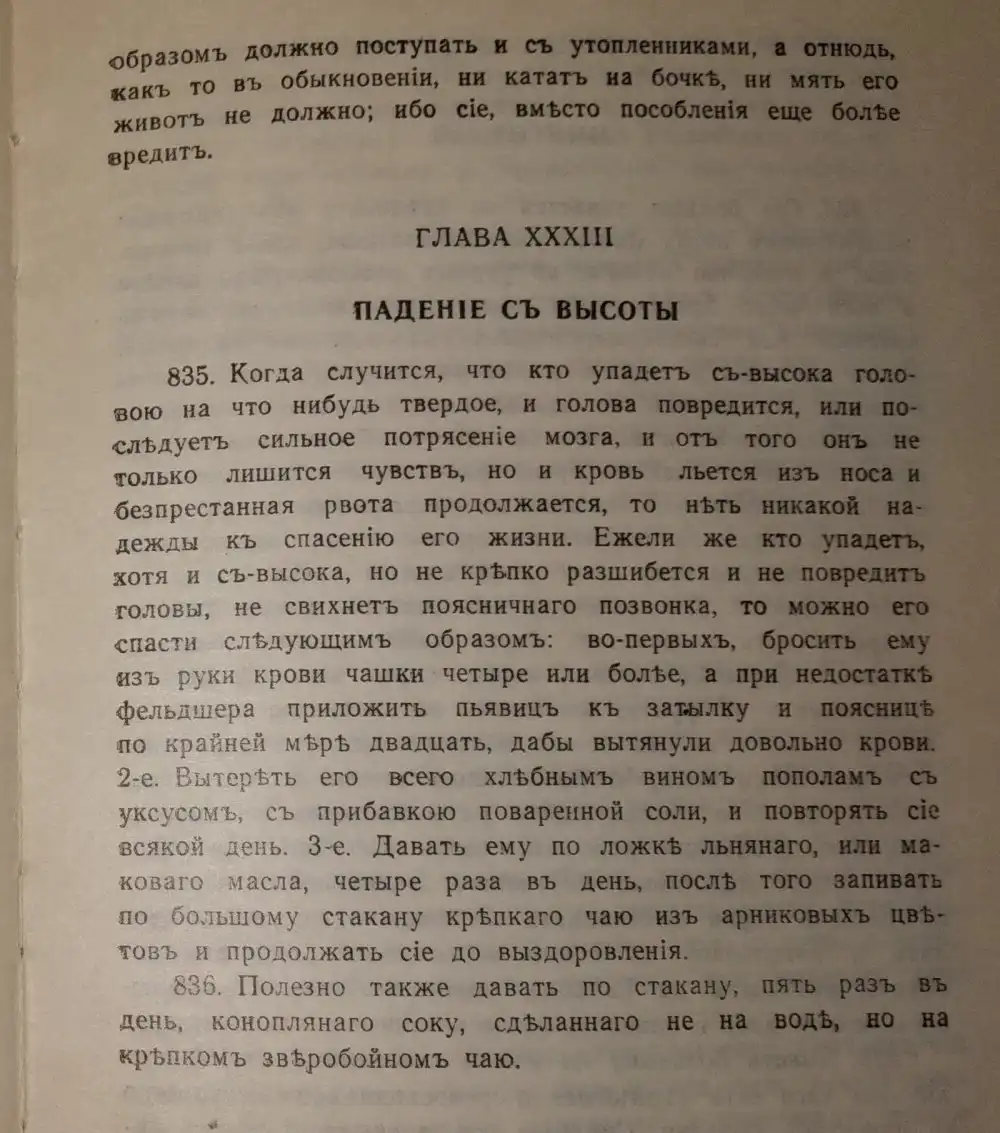 образомъ должно поступать и съ утопленниками, а отнюдь,
какъ то въ обыкновеніи, ни кататъ на бочкѣ, ни мять его
животъ не должно; ибо сіе, вмѣсто пособленія еще болѣе
вредитъ.
ГЛАВА XXXIII
ПАДЕНІЕ СЪ ВЫСОТЫ
835. Когда случится, что кто упадетъ съ-высока голо-
вою на что нибудь твердое, и голова повредится, или по-
слѣдуетъ сильное потрясеніе мозга, и отъ того онъ не
только лишится чувствъ, но и кровь льется изъ носа и
безпрестанная рвота продолжается, то нѣть никакой на-
дежды къ спасенію его жизни. Ежели же кто упадетъ,
хотя и съ-высока, но не крѣпко разшибется и не повредитъ
головы, не свихнетъ поясничнаго позвонка, то можно его
спасти слѣдующимъ образомъ: во-первыхъ, бросить ему
изъ руки крови чашки четыре или болѣе, а при недостаткѣ
фельдшера приложить пьявицъ къ затылку и поясницѣ
по крайней мѣрѣ двадцать, дабы вытянули довольно крови.
2-е. Вытерѣть его всего хлѣбнымъ виномъ пополамъ съ
уксусомъ, съ прибавкою поваренной соли, и повторять сіе
всякой день. 3-е. Давать ему по ложкѣ льнянаго, или ма-
коваго масла, четыре раза въ день, послѣ того запивать
по большому стакану крѣпкаго чаю изъ арниковыхъ цвѣ-
товъ и продолжать сіе до выздоровленія.
836. Полезно также давать по стакану, пять разъ въ
день, коноплянаго соку, сдѣланнаго не на водѣ, но на
крѣпкомъ звѣробойномъ чаю.